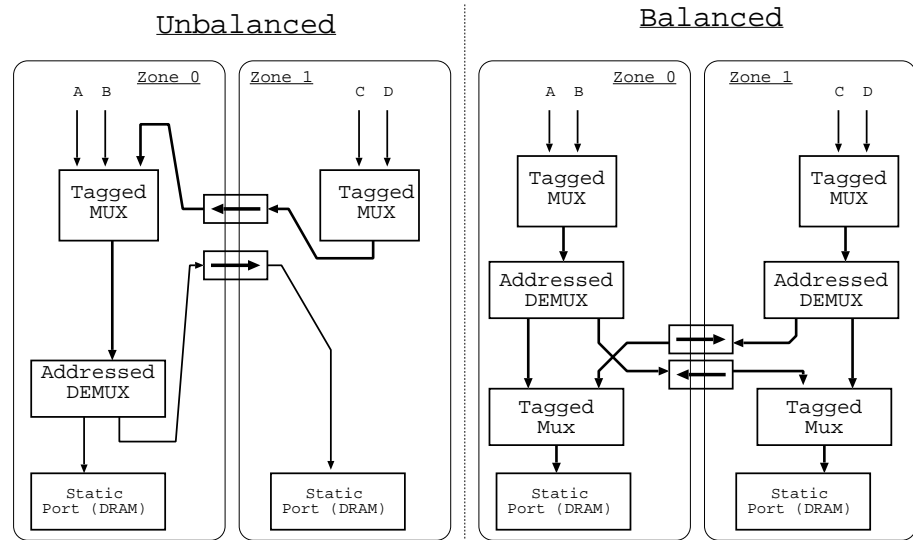 Unbalanced
Balanced
Zone 0
Zone 1
A B
C D
Tagged
MUX
Tagged
MUX
Addressed
DEMUX
Static
Port (DRAM)
Static
Port (DRAM)
Zone 0
Zone 1
A B
C D
Tagged
MUX
Tagged
MUX
Addressed
DEMUX
Addressed
DEMUX
Tagged
Mux
Tagged
Mux
Static
Port (DRAM)
Static
Port (DRAM)